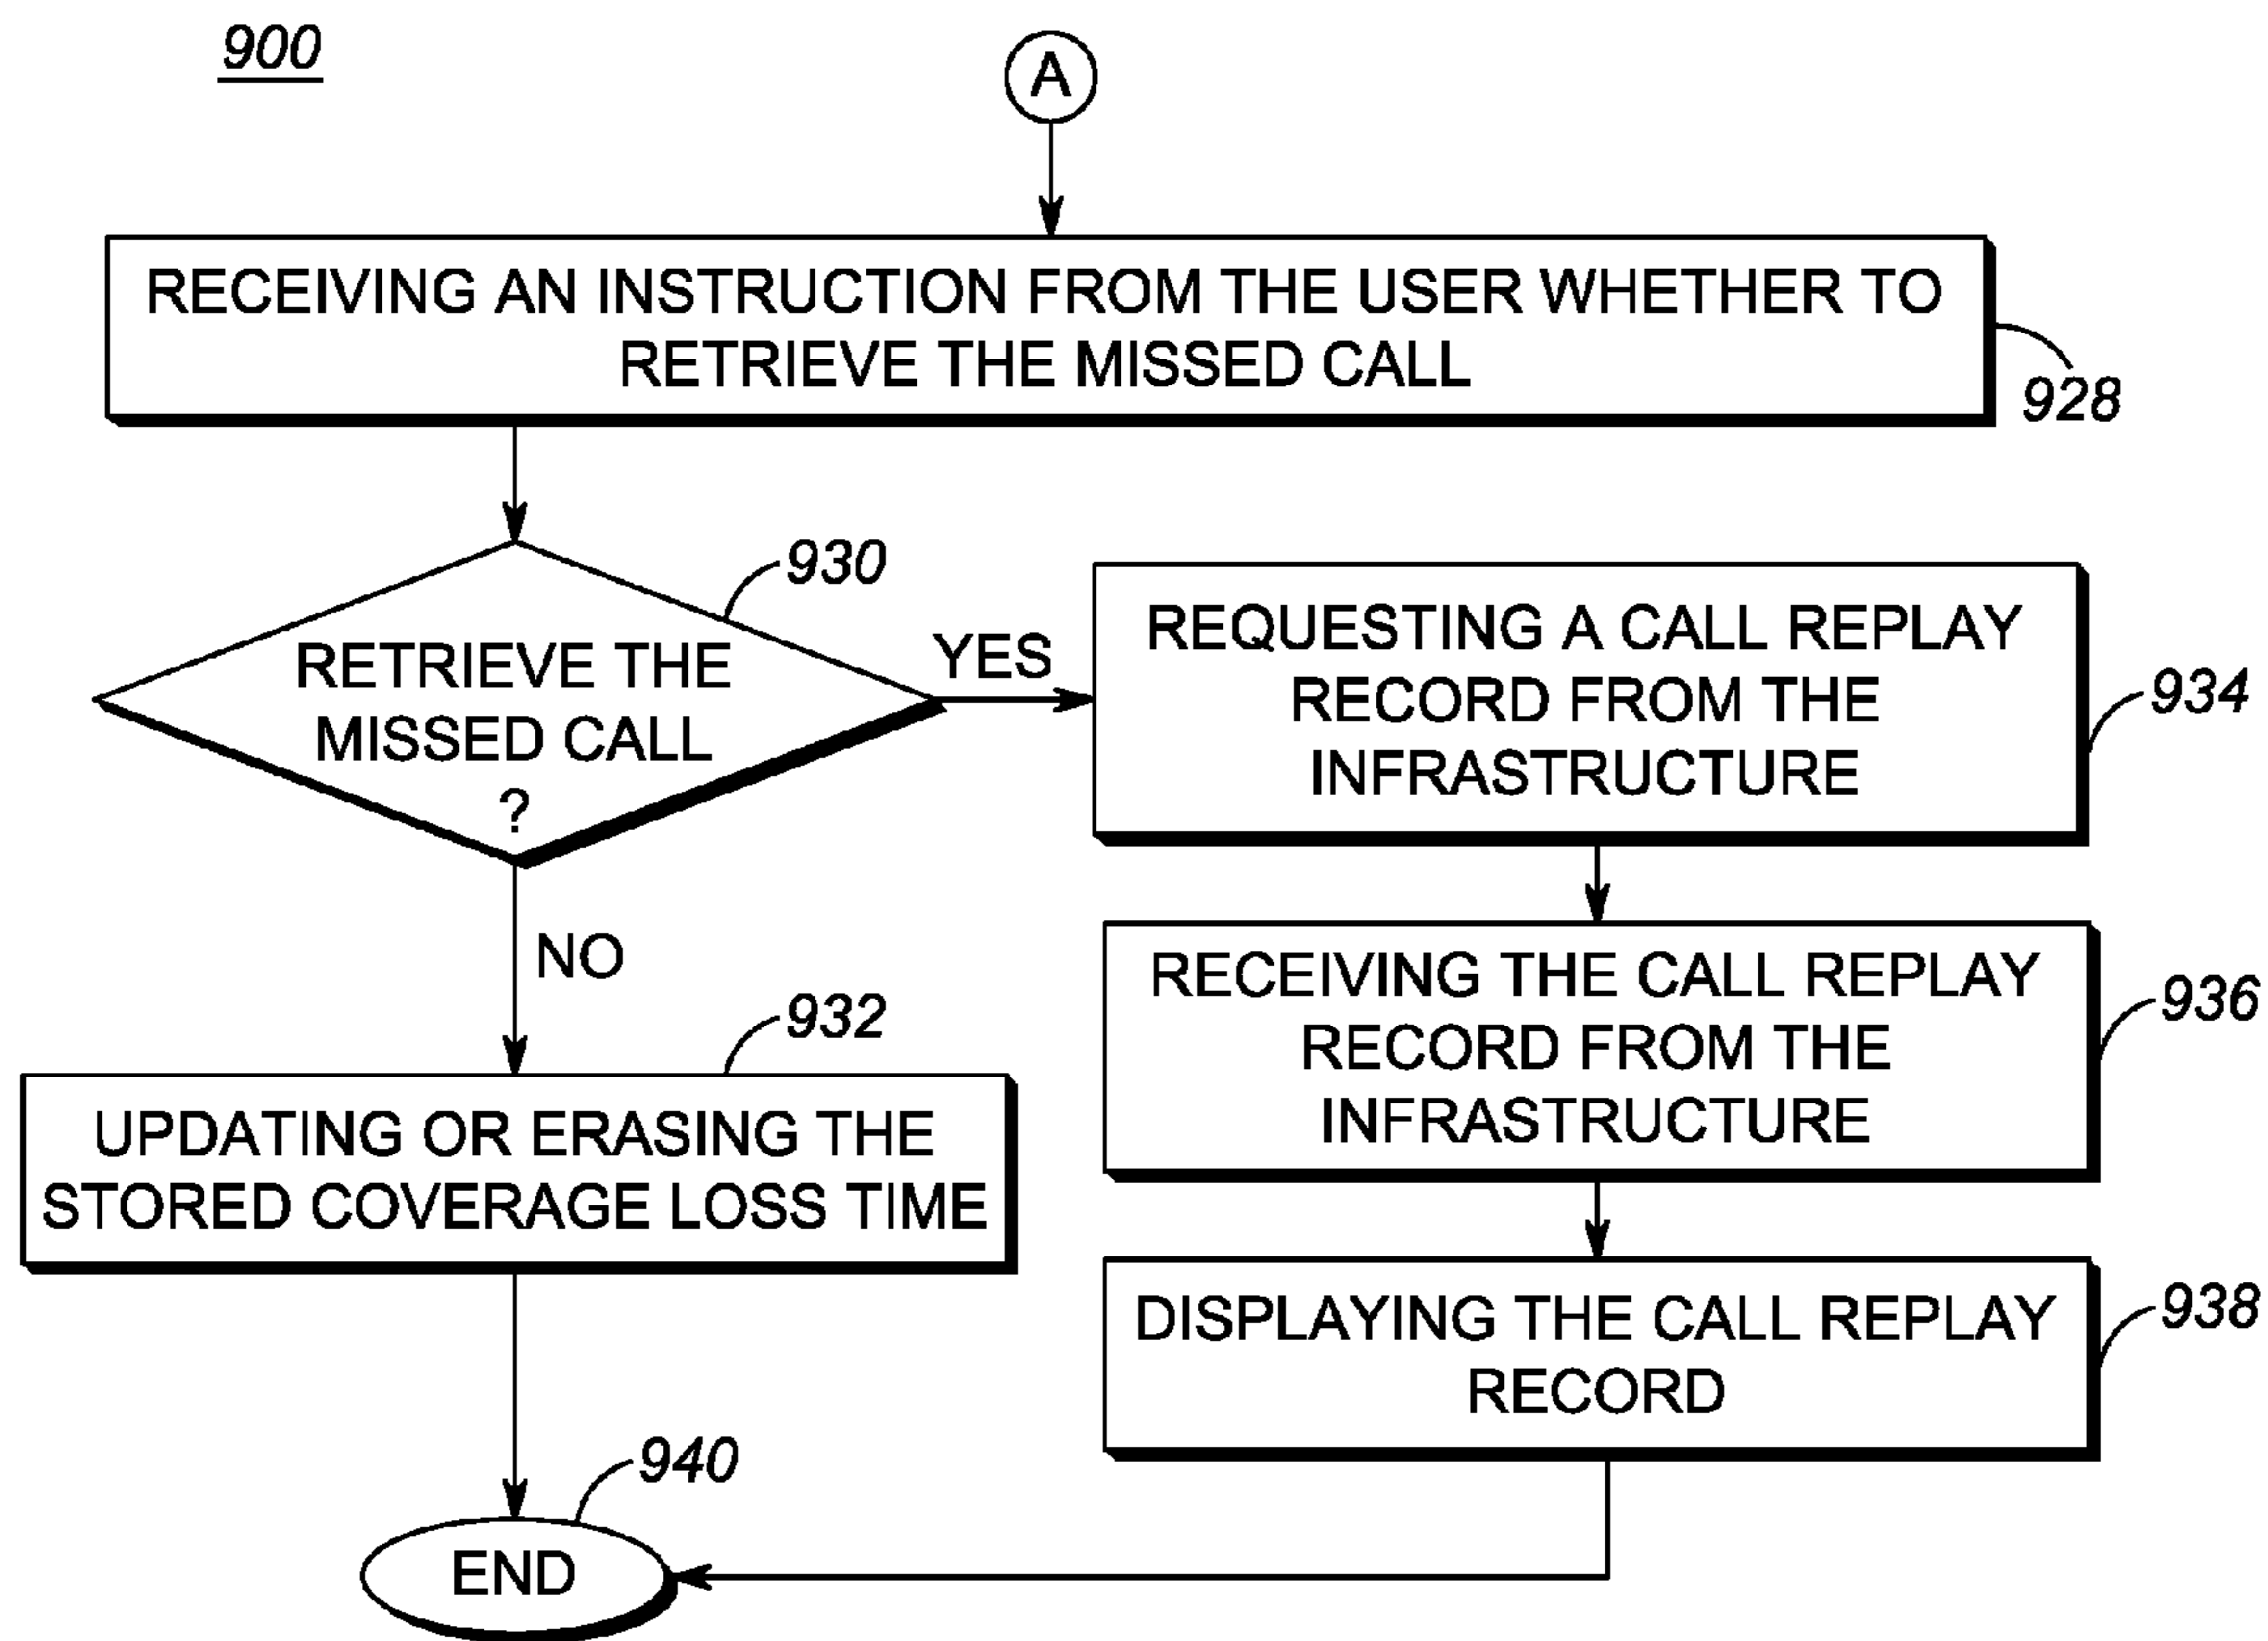 900
A
RECEIVING AN INSTRUCTION FROM THE USER WHETHER TO
RETRIEVE THE MISSED CALL
928
930
RETRIEVE THE
MISSED CALL
?
YES
NO
REQUESTING A CALL REPLAY
RECORD FROM THE
INFRASTRUCTURE
934
RECEIVING THE CALL REPLAY
RECORD FROM THE
INFRASTRUCTURE
936
932
UPDATING OR ERASING THE
STORED COVERAGE LOSS TIME
DISPLAYING THE CALL REPLAY
RECORD
938
940
END